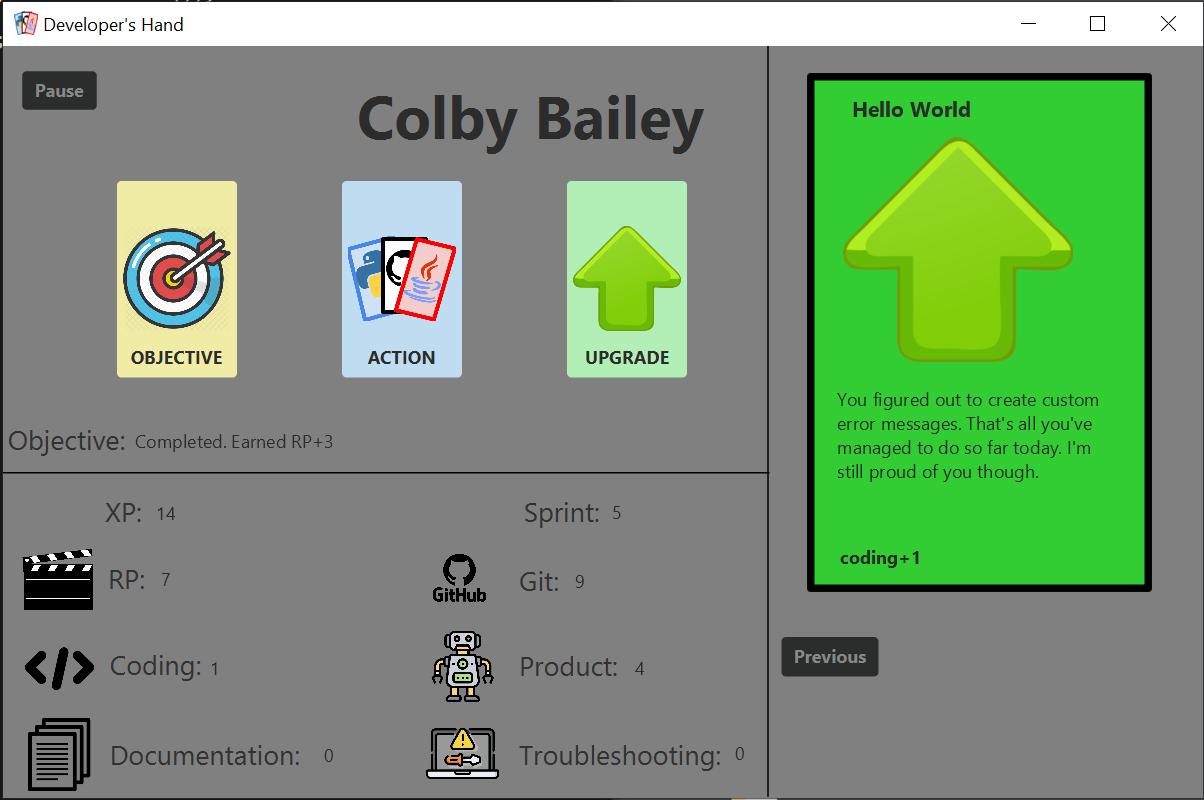 Developer's Hand
Pause
Colby Bailey
OBJECTIVE
ACTION
UPGRADE
Objective: Completed. Earned RP+3
XP: 14
Sprint: 5
RP: 7
GitHub
Git: 9
Coding: 1
Product: 4
Documentation: 0
Troubleshooting: 0
Hello World
You figured out to create custom
error messages. That's all you've
managed to do so far today. I'm
still proud of you though.
coding+1
Previous